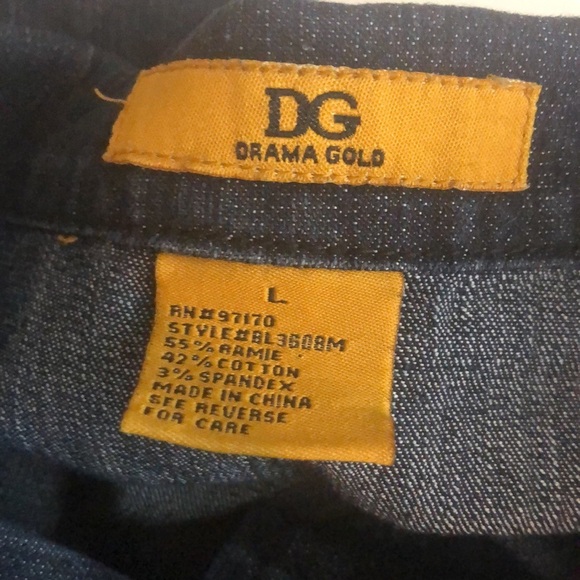 DG
DRAMA GOLD
L
RN#97170
STYLE#BL3608M
55% RAMIE
42% COTTON
3% SPANDEX
MADE IN CHINA
SEE REVERSE
FOR CARE